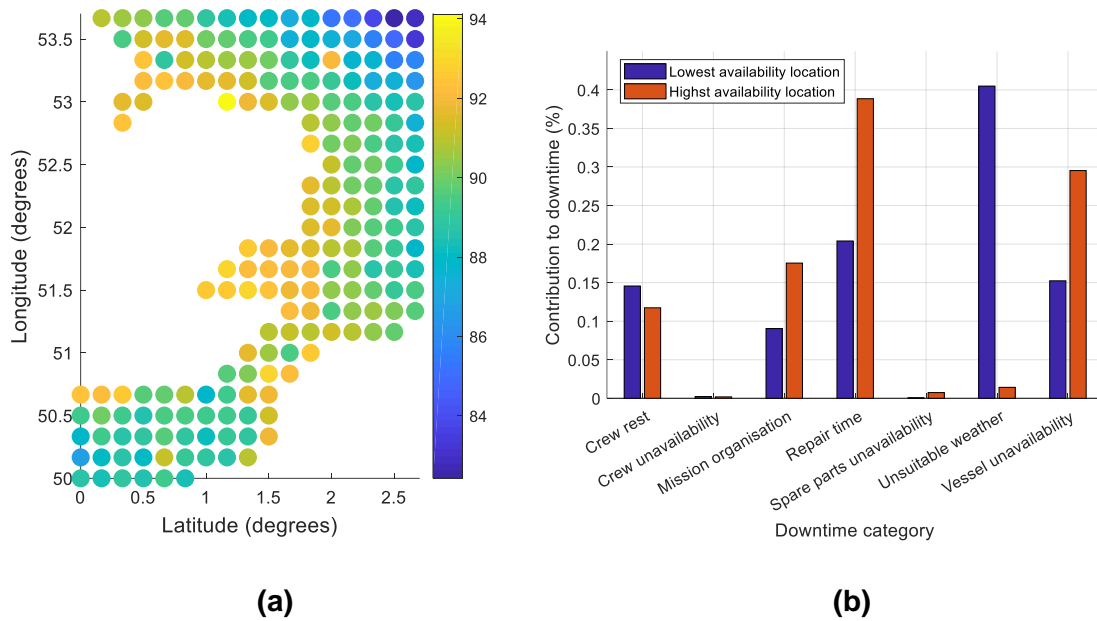 53.5
53
52.5
52
51.5
51
50.5
50
Longitude (degrees)
0
0.5
1
1.5
2
2.5
Latitude (degrees)
94
92
90
88
86
84
(a)
Contribution to downtime (%)
0.4
0.35
0.3
0.25
0.2
0.15
0.1
0.05
0
Lowest availability location
Highst availability location
Crew rest
Crew unavailability
Mission organisation
Repair time
Spare parts unavailability
Unsuitable weather
Vessel unavailability
Downtime category
(b)